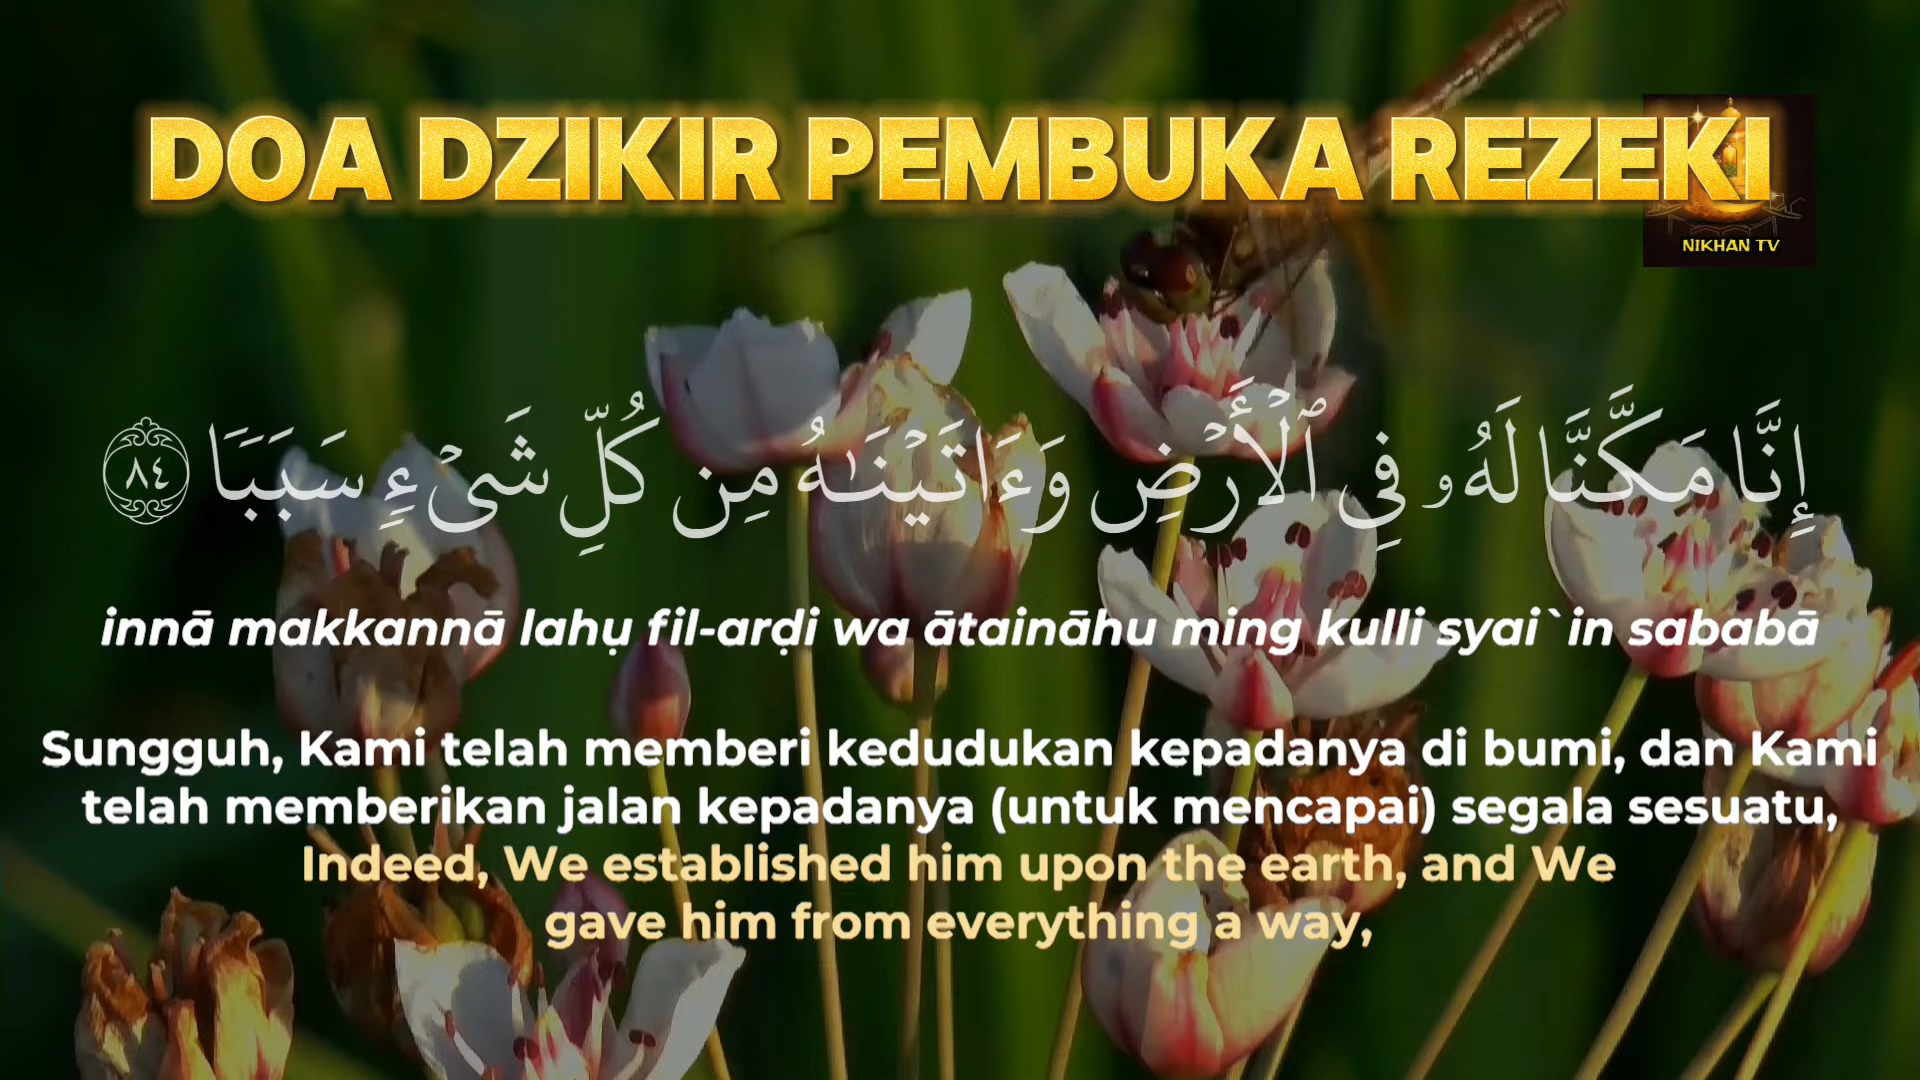 DOA DZIKIR PEMBUKA REZEKI
NIKHAN TV
إِنَّا مَكَّنَّا لَهُۥ فِي ٱلۡأَرۡضِ وَءَاتَيۡنَٰهُ مِن كُلِّ شَيۡءٖ سَبَبٗا ٨٤
innā makkannā lahụ fil-arḍi wa ātaināhu ming kulli syai`in sababā
Sungguh, Kami telah memberi kedudukan kepadanya di bumi, dan Kami
telah memberikan jalan kepadanya (untuk mencapai) segala sesuatu,
Indeed, We established him upon the earth, and We
gave him from everything a way,